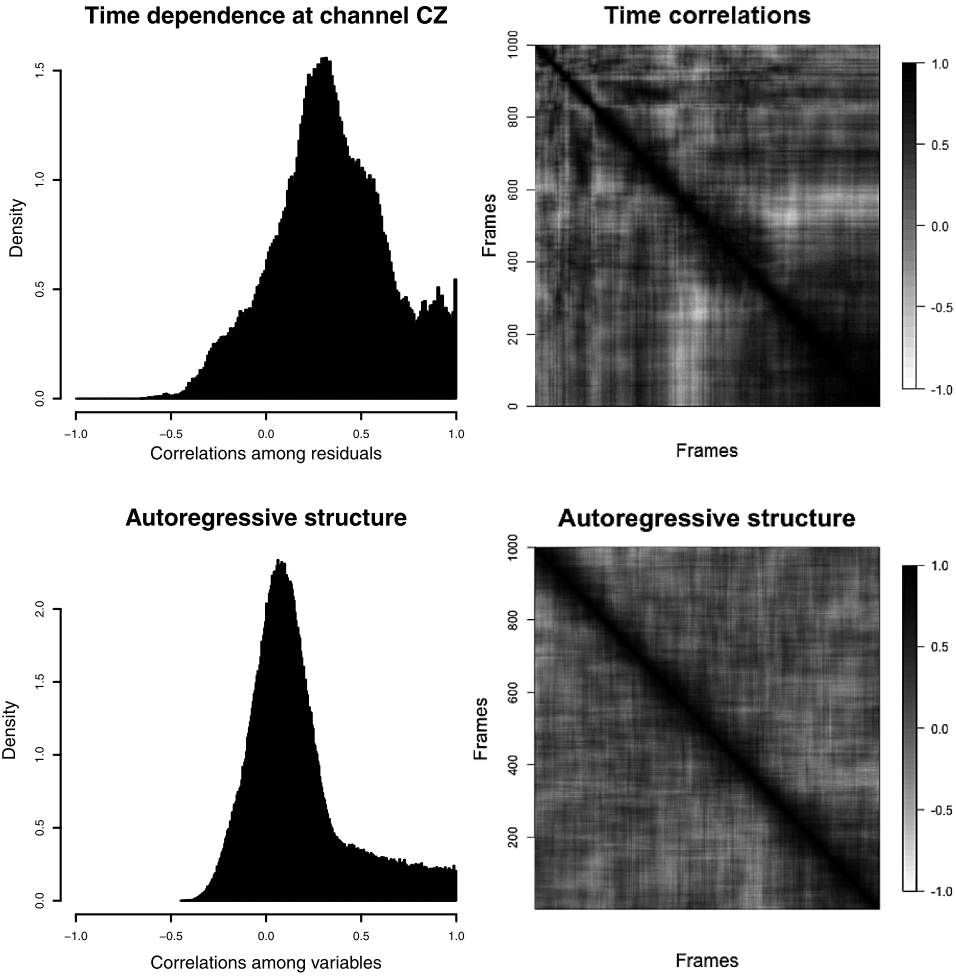 Time dependence at channel CZ
Density
0.0
0.5
1.0
1.5
−1.0 −0.5 0.0 0.5 1.0
Correlations among residuals
Time correlations
Frames
0 200 400 600 800 1000
Frames
1.0
0.5
0.0
-0.5
-1.0
Autoregressive structure
Density
0.0 0.5 1.0 1.5 2.0
−1.0 −0.5 0.0 0.5 1.0
Correlations among variables
Autoregressive structure
Frames
200 400 600 800 1000
Frames
1.0
0.5
0.0
-0.5
-1.0